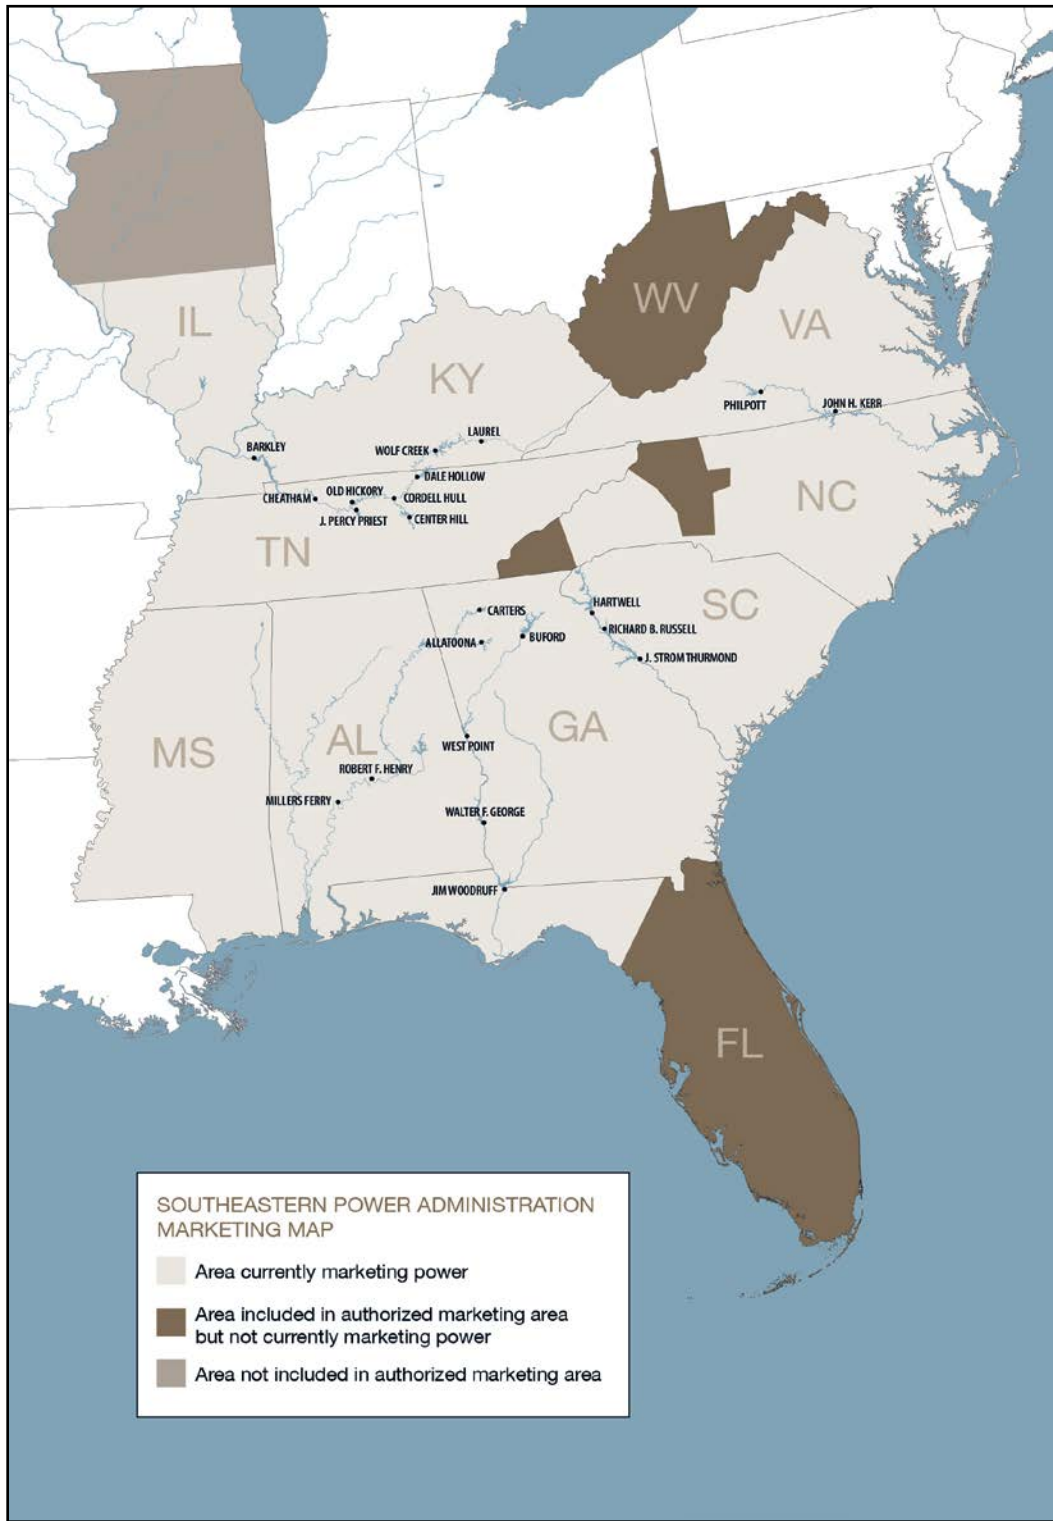 WV
IL
VA
KY
PHILPOTT
JOHN H. KERR
LAUREL
WOLF CREEK
BARKLEY
DALE HOLLOW
OLD HICKORY
CHEATHAM
CORDELL HULL
NC
J. PERCY PRIEST
CENTER HILL
TN
HARTWELL
SC
CARTERS
RICHARD B. RUSSELL
BUFORD
ALLATOONA
J. STROM THURMOND
GA
AL
MS
WEST POINT
ROBERT F. HENRY
MILLERS FERRY
WALTER F. GEORGE
JIM WOODRUFF
FL
SOUTHEASTERN POWER ADMINISTRATION
MARKETING MAP
Area currently marketing power
Area included in authorized marketing area
but not currently marketing power
Area not included in authorized marketing area